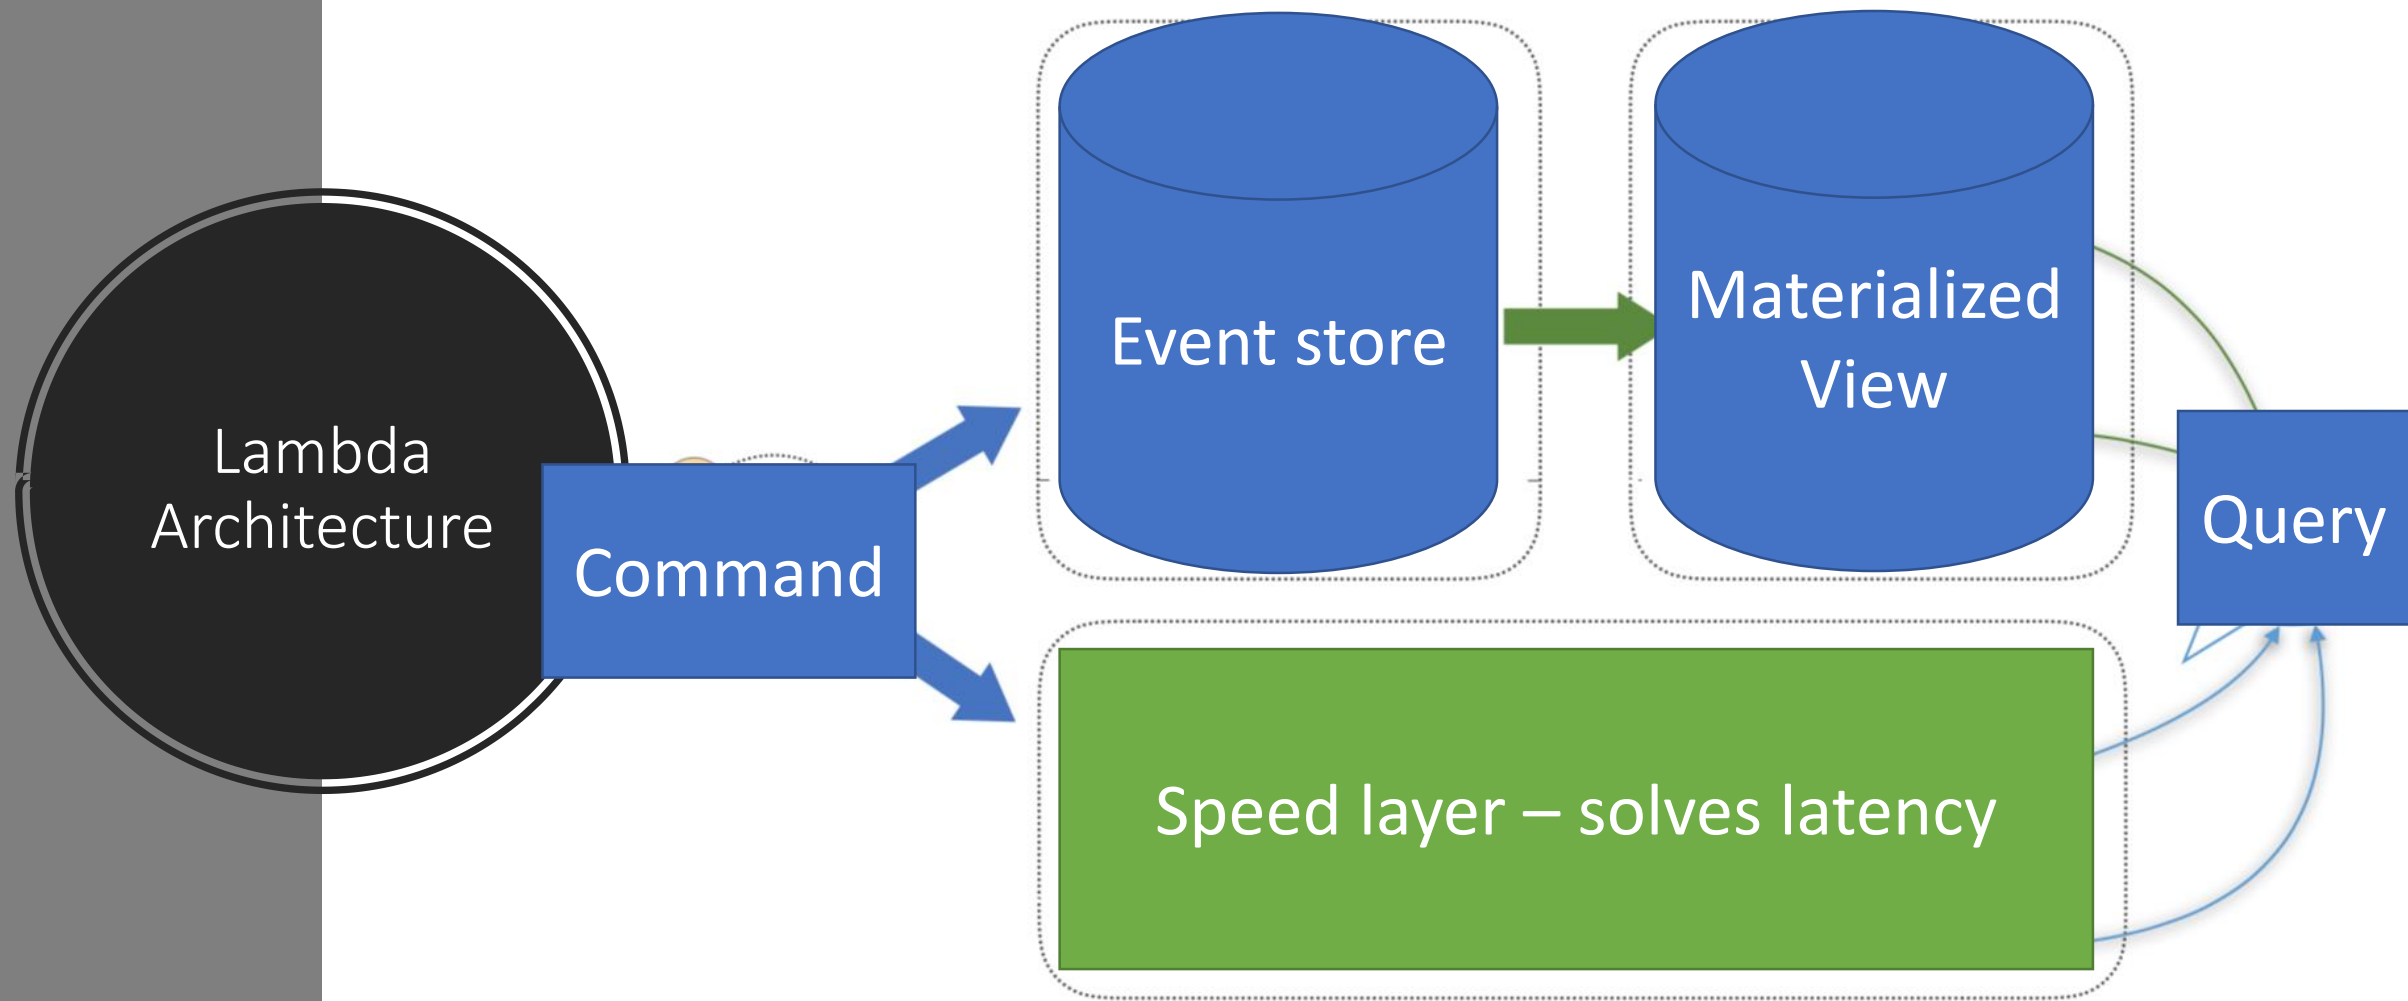 Lambda
Architecture
Command
Event store
Materialized
View
Query
Speed layer – solves latency